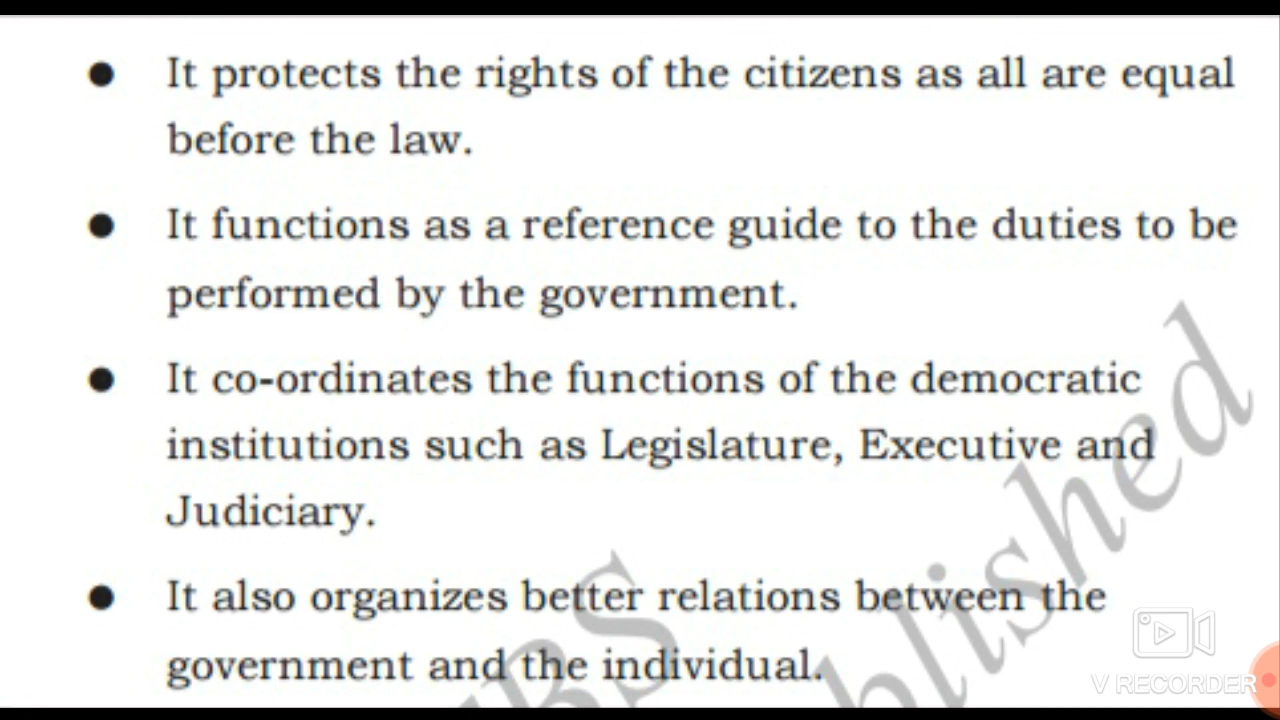 ● It protects the rights of the citizens as all are equal
before the law.
● It functions as a reference guide to the duties to be
performed by the government.
● It co-ordinates the functions of the democratic
institutions such as Legislature, Executive and
Judiciary.
● It also organizes better relations between the
government and the individual.
V RECORDER